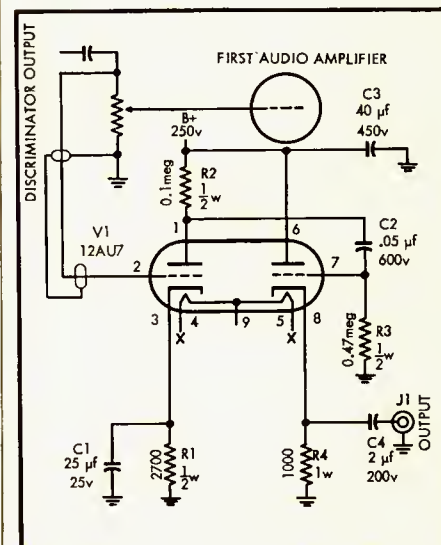 DISCRIMINATOR OUTPUT
FIRST AUDIO AMPLIFIER
B+
250v
C3
40 µf
450v
0.1meg
R2
1/2w
1
6
C2
.05 µf
600v
V1
12AU7
2
7
3
4
9
5
8
X
X
0.47meg
R3
1/2w
C1
25 µf
25v
2700
R1
1/2w
1000
R4
1w
C4
2 µf
200v
J1
OUTPUT